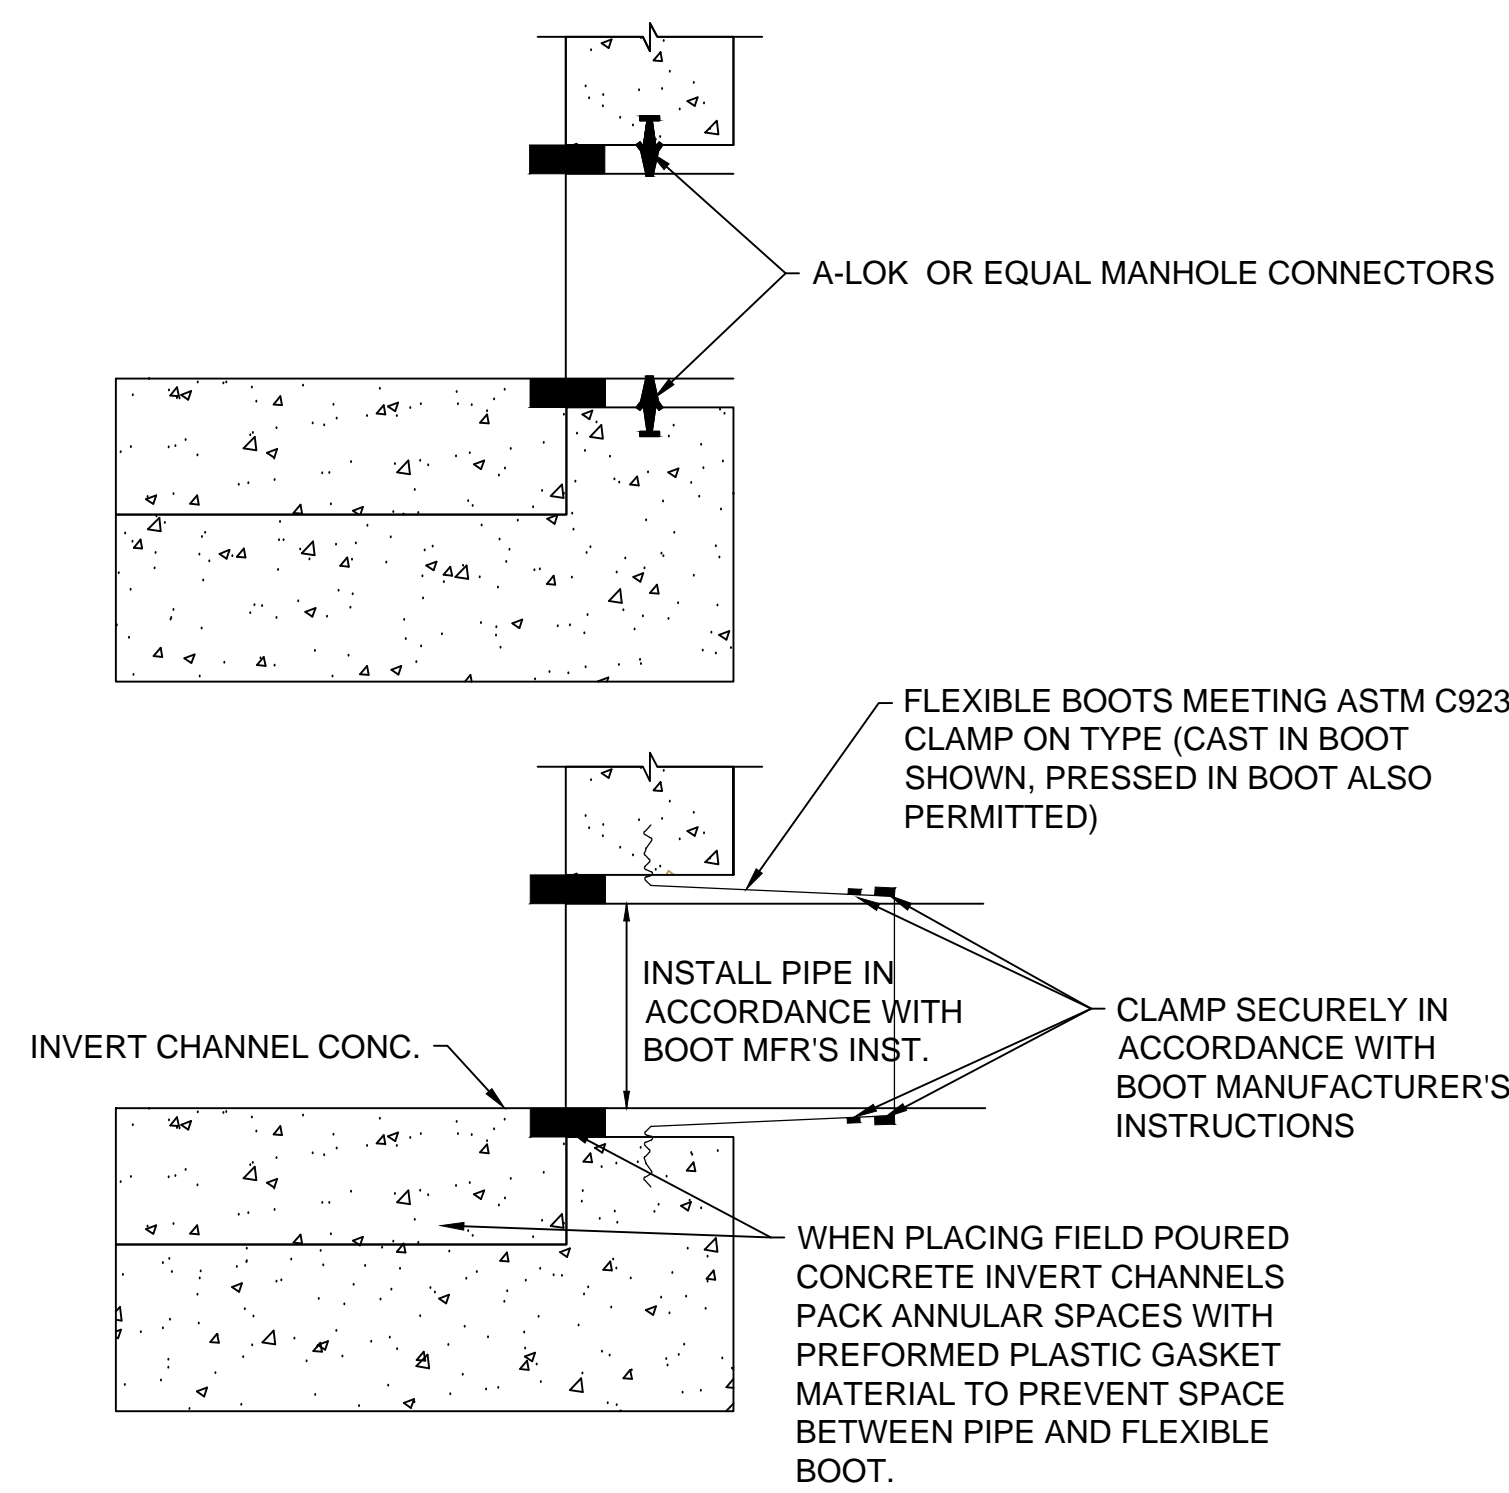 A-LOK OR EQUAL MANHOLE CONNECTORS
FLEXIBLE BOOTS MEETING ASTM C923
CLAMP ON TYPE (CAST IN BOOT
SHOWN, PRESSED IN BOOT ALSO
PERMITTED)
INSTALL PIPE IN
ACCORDANCE WITH
BOOT MFR'S INST.
INVERT CHANNEL CONC.
CLAMP SECURELY IN
ACCORDANCE WITH
BOOT MANUFACTURER'S
INSTRUCTIONS
WHEN PLACING FIELD POURED
CONCRETE INVERT CHANNELS
PACK ANNULAR SPACES WITH
PREFORMED PLASTIC GASKET
MATERIAL TO PREVENT SPACE
BETWEEN PIPE AND FLEXIBLE
BOOT.